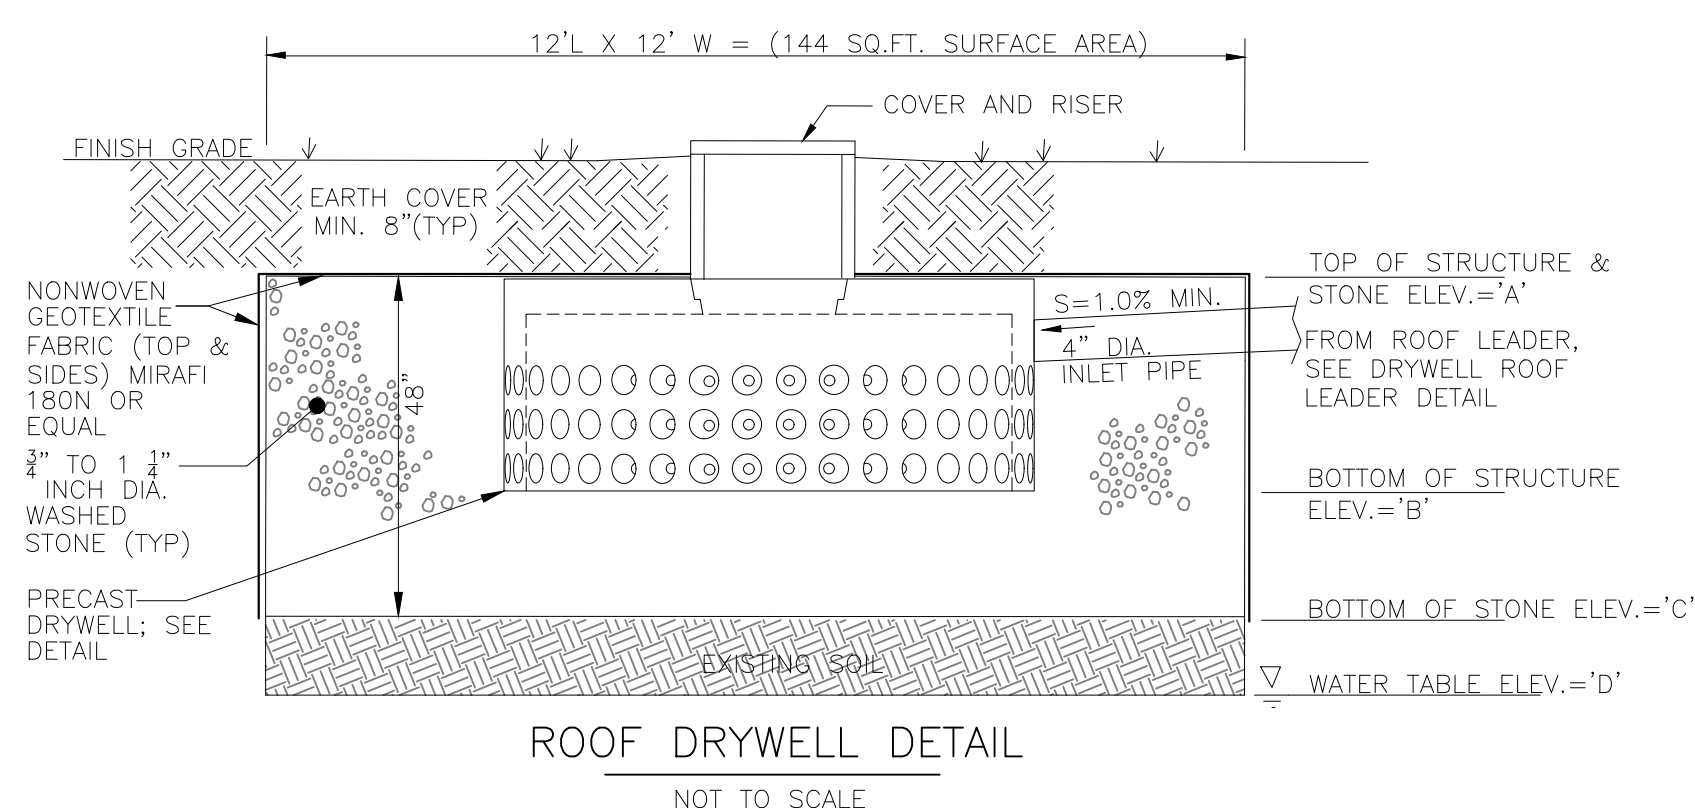 12'L X 12' W = (144 SQ.FT. SURFACE AREA)
COVER AND RISER
FINISH GRADE
EARTH COVER
MIN. 8"(TYP)
NONWOVEN
GEOTEXTILE
FABRIC (TOP &
SIDES) MIRAFI
180N OR
EQUAL
3/4" TO 1 1/4"
INCH DIA.
WASHED
STONE (TYP)
PRECAST
DRYWELL; SEE
DETAIL
48"
S=1.0% MIN.
4" DIA.
INLET PIPE
TOP OF STRUCTURE &
STONE ELEV.='A'
FROM ROOF LEADER,
SEE DRYWELL ROOF
LEADER DETAIL
BOTTOM OF STRUCTURE
ELEV.='B'
BOTTOM OF STONE ELEV.='C'
EXISTING SOIL
WATER TABLE ELEV.='D'
ROOF DRYWELL DETAIL
NOT TO SCALE